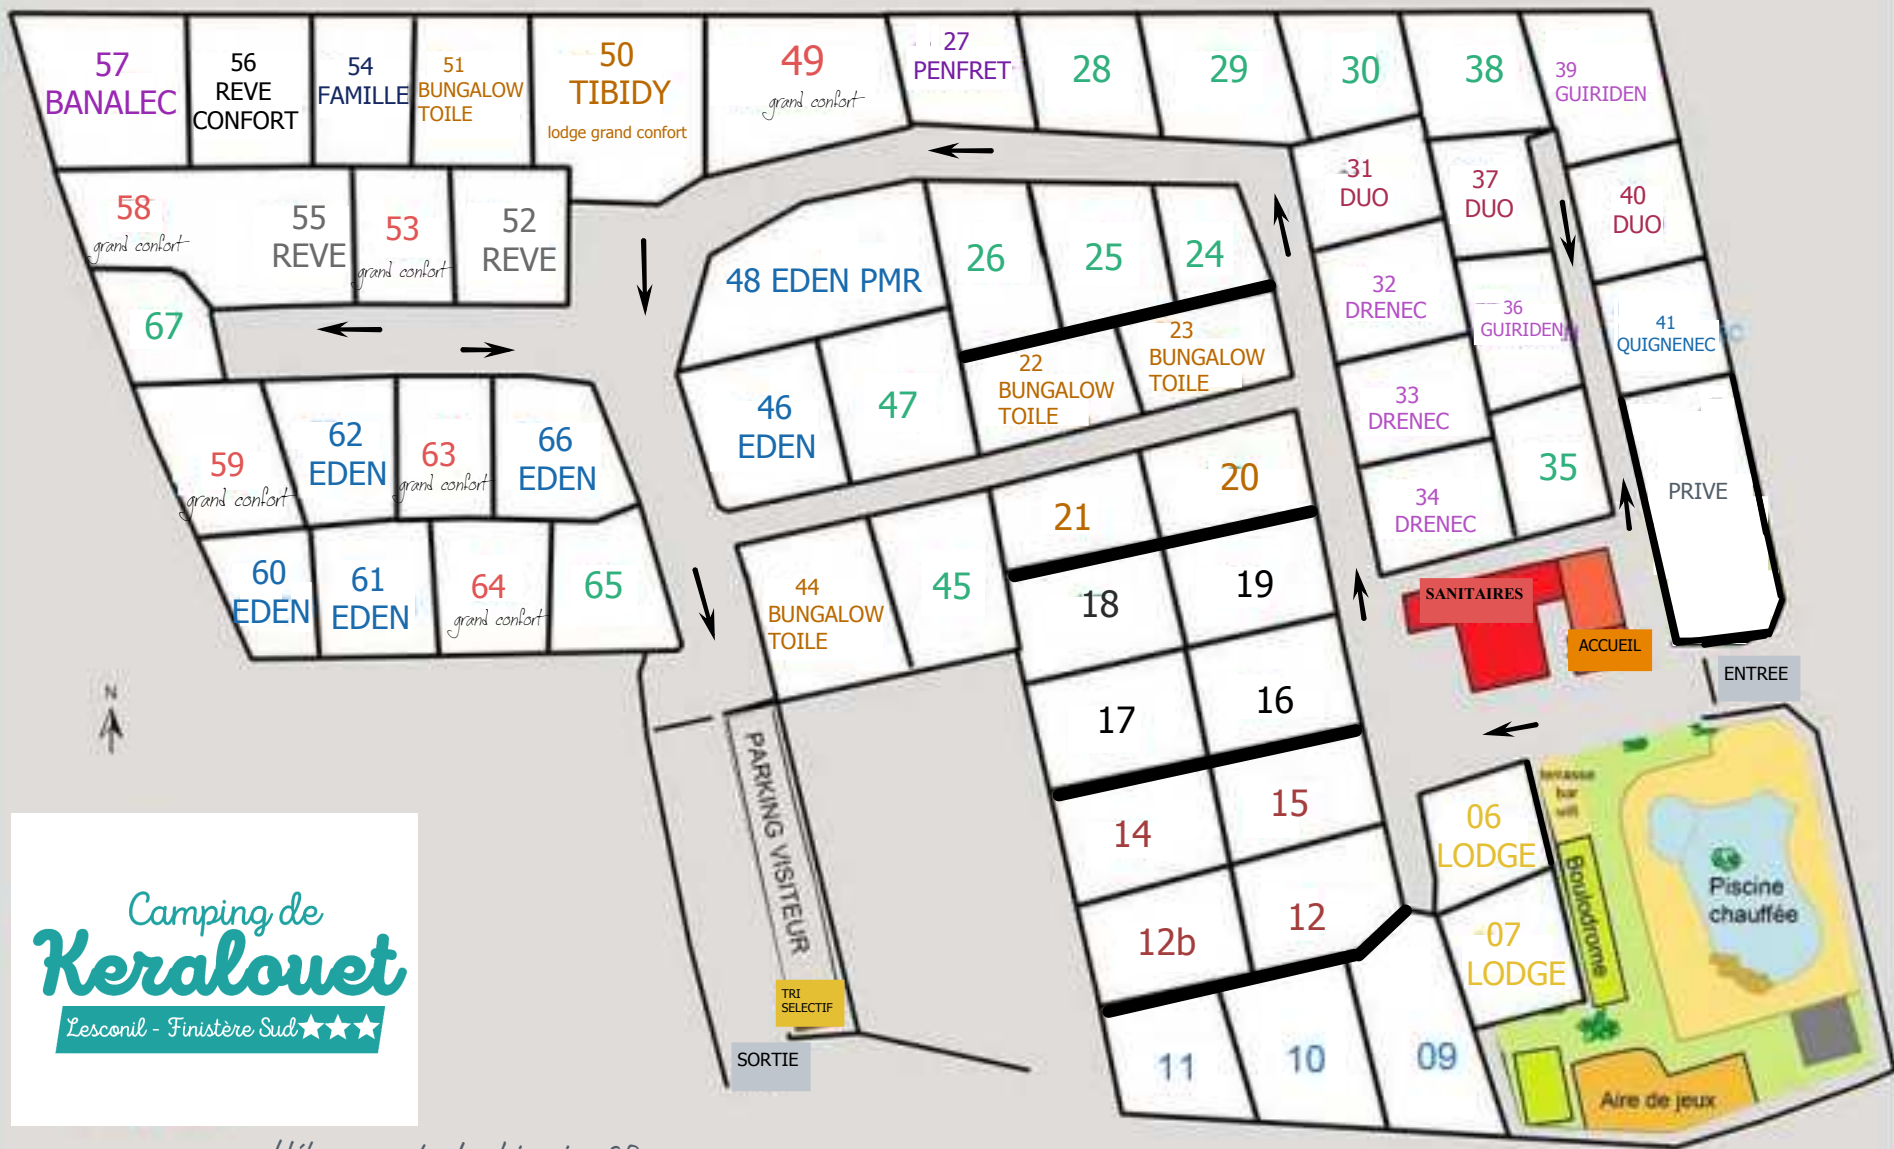 57
BANALEC
56
REVE
CONFORT
54
FAMILLE
51
BUNGALOW
TOILE
50
TIBIDY
lodge grand confort
49
grand confort
27
PENFRET
28
29
30
38
39
GUIRIDEN
58
grand confort
55
REVE
53
grand confort
52
REVE
31
DUO
37
DUO
40
DUO
48 EDEN PMR
26
25
24
32
DRENEC
36
GUIRIDEN
41
QUIGNENEC
67
23
BUNGALOW
TOILE
22
BUNGALOW
TOILE
46
EDEN
47
33
DRENEC
59
grand confort
62
EDEN
63
grand confort
66
EDEN
34
DRENEC
35
PRIVE
21
20
60
EDEN
61
EDEN
64
grand confort
65
44
BUNGALOW
TOILE
45
18
19
SANITAIRES
ACCUEIL
ENTREE
N
17
16
PARKING VISITEUR
14
15
06
LODGE
terrasse
bar
wifi
Boulodrome
Piscine
chauffée
12b
12
07
LODGE
TRI
SELECTIF
SORTIE
11
10
09
Aire de jeux
Camping de
Keralouet
Lesconil - Finistère Sud